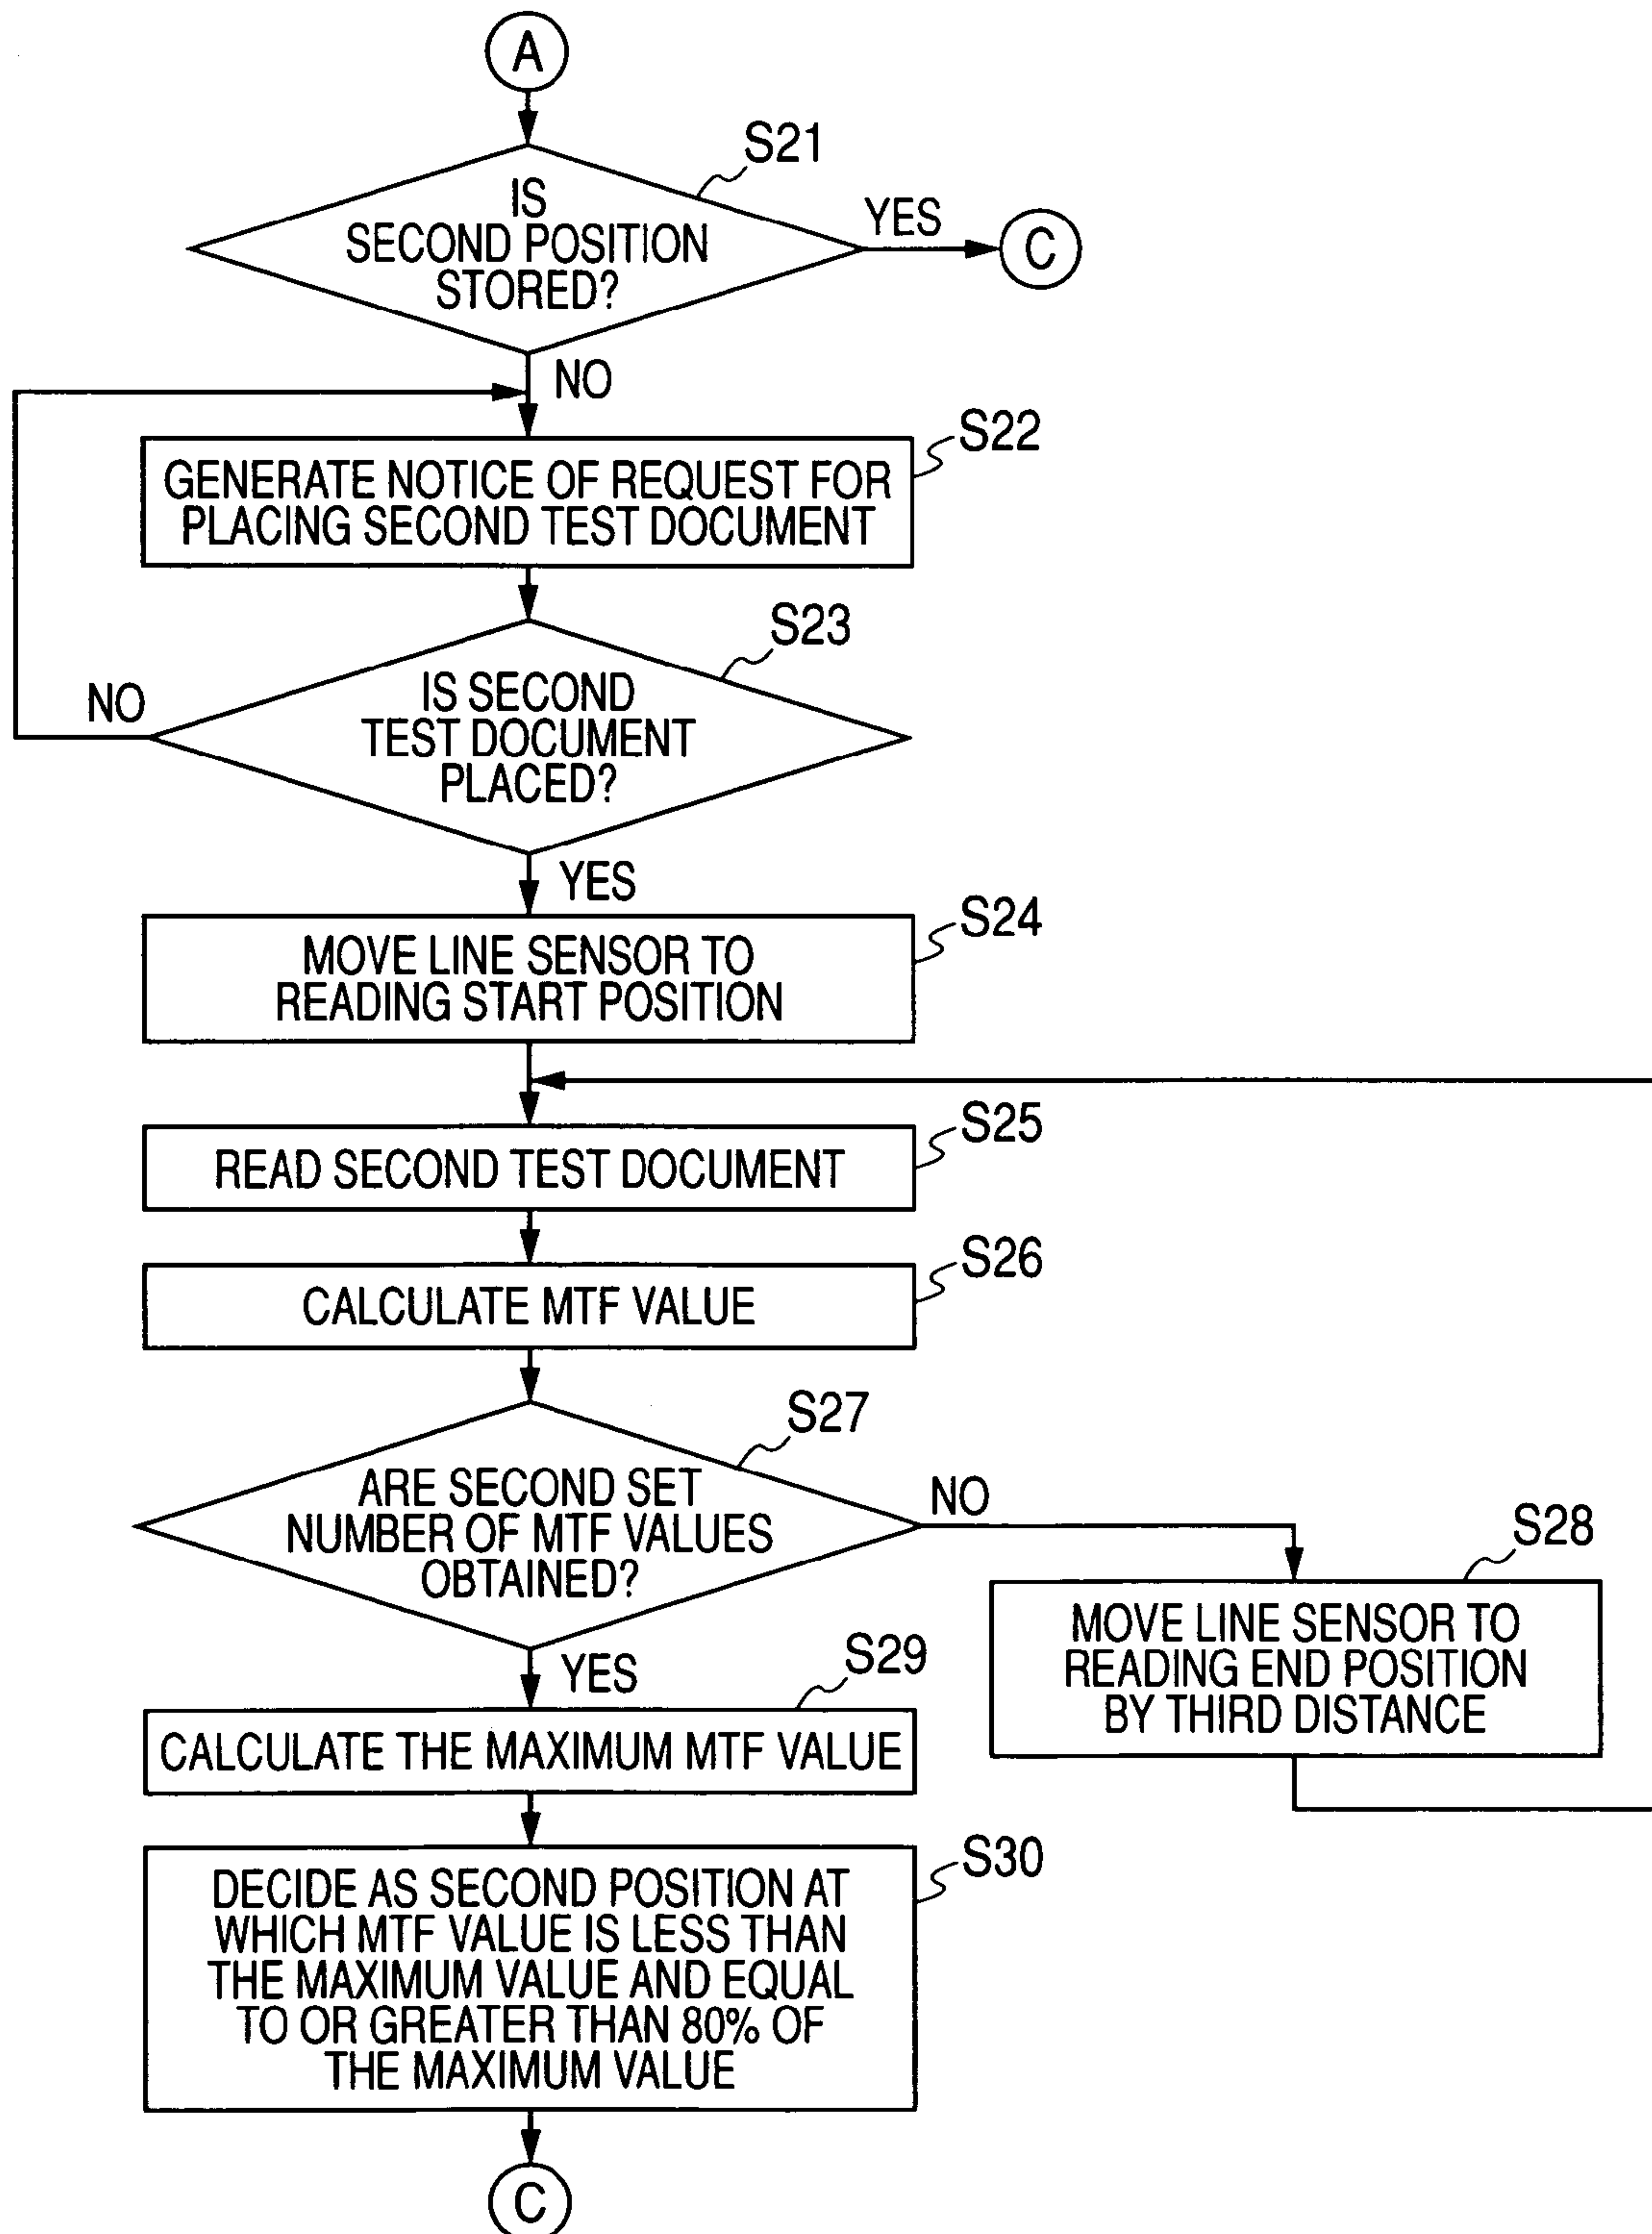 A
S21
IS
SECOND POSITION
STORED?
YES
C
NO
S22
GENERATE NOTICE OF REQUEST FOR
PLACING SECOND TEST DOCUMENT
S23
IS SECOND
TEST DOCUMENT
PLACED?
NO
YES
S24
MOVE LINE SENSOR TO
READING START POSITION
S25
READ SECOND TEST DOCUMENT
S26
CALCULATE MTF VALUE
S27
ARE SECOND SET
NUMBER OF MTF VALUES
OBTAINED?
NO
S28
MOVE LINE SENSOR TO
READING END POSITION
BY THIRD DISTANCE
YES
S29
CALCULATE THE MAXIMUM MTF VALUE
S30
DECIDE AS SECOND POSITION AT
WHICH MTF VALUE IS LESS THAN
THE MAXIMUM VALUE AND EQUAL
TO OR GREATER THAN 80% OF
THE MAXIMUM VALUE
C